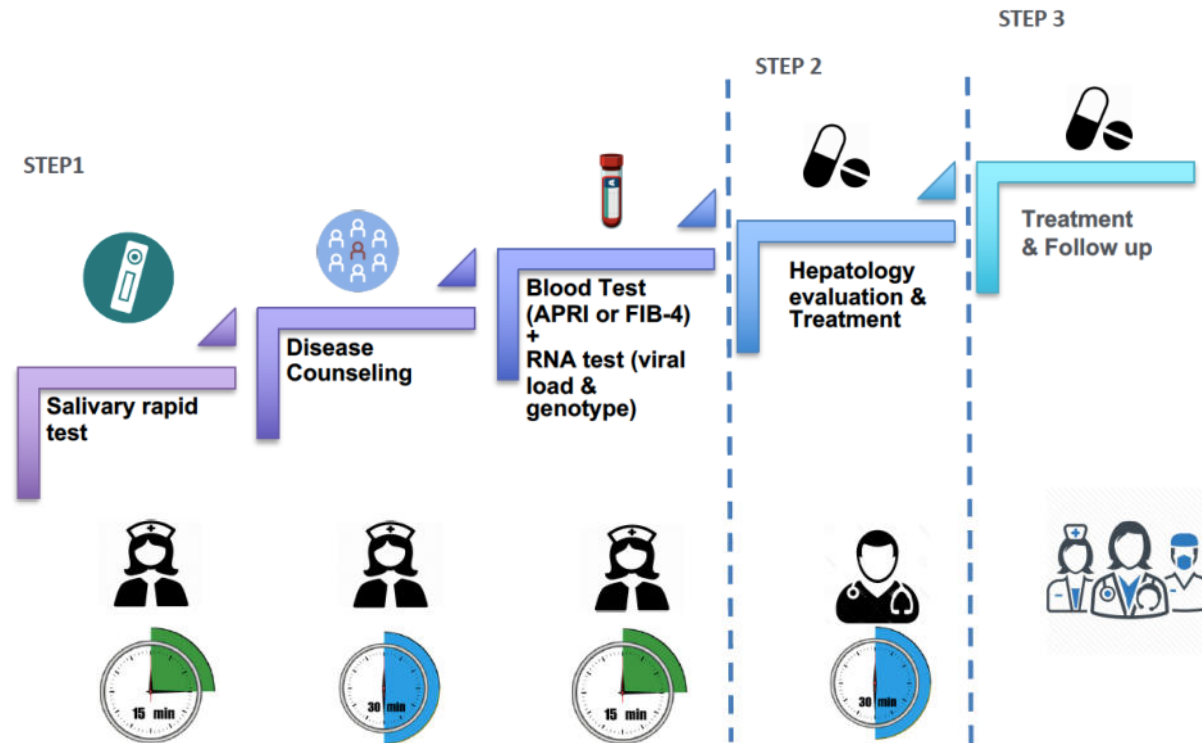 STEP 3
STEP 2
STEP1
Treatment
& Follow up
Hepatology
evaluation &
Treatment
Blood Test
(APRI or FIB-4)
+
RNA test (viral
load &
genotype)
Disease
Counseling
Salivary rapid
test
15 min
30 min
15 min
30 min